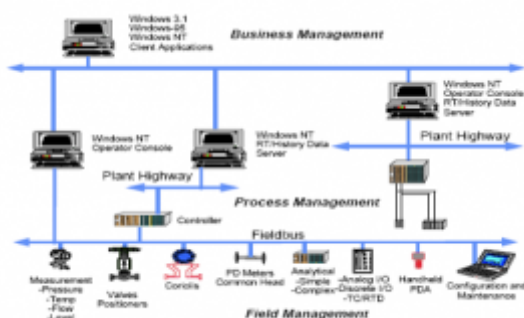 Windows 3.1
Windows-95
Windows NT
Client Applications
Business Management
Windows NT
Operator Console
RT/History Data
Server
Windows NT
Operator Console
Windows NT
RT/History Data
Server
Plant Highway
Plant Highway
Process Management
Controller
Fieldbus
Measurement
-Pressure
-Temp
-Flow
-Level
Valves
Positioners
Coriolis
PD Meters
Common Head
Analytical
-Simple
-Complex
-Analog I/O
-Discrete I/O
-TC/RTD
Handheld
PDA
Configuration and
Maintenance
Field Management